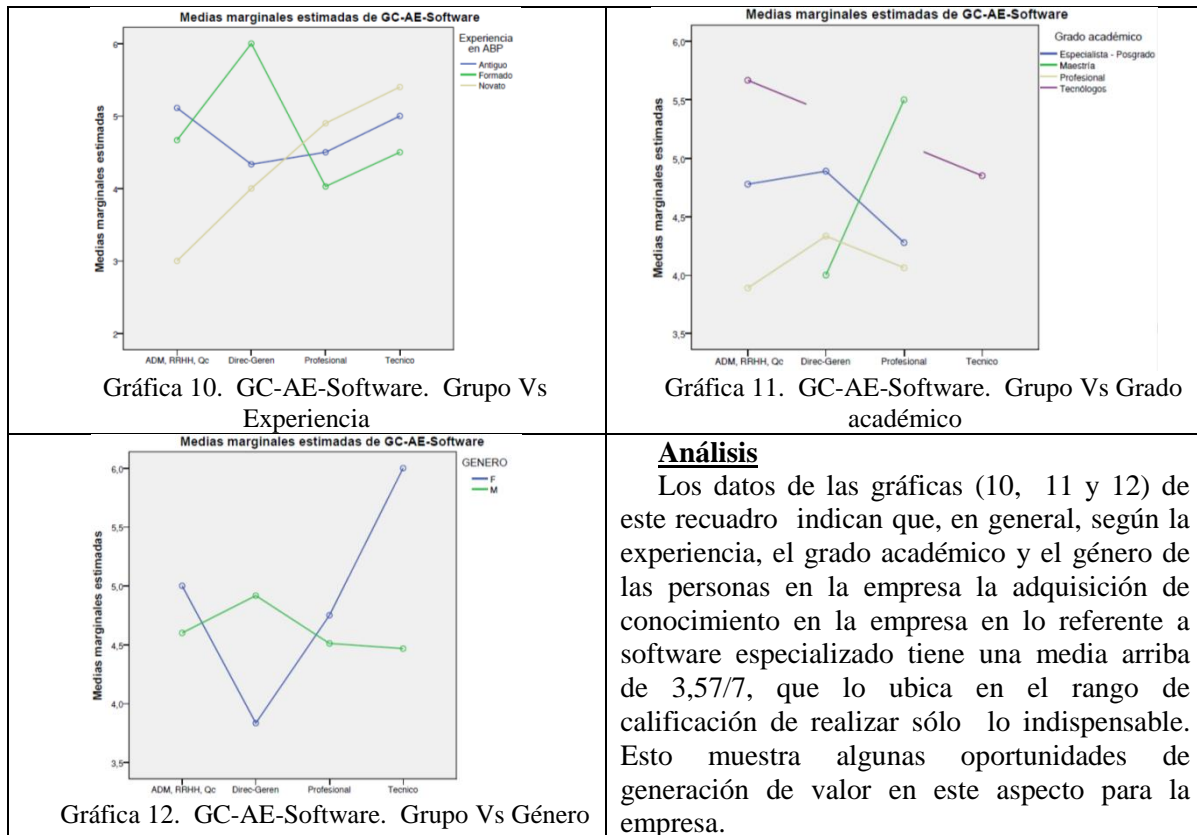 Medias marginales estimadas de GC-AE-Software
Experiencia
en ABP
Antiguo
Formado
Novato
Medias marginales estimadas
6
5
4
3
2
ADM, RRHH, Qc
Direc-Geren
Profesional
Tecnico
Gráfica 10. GC-AE-Software. Grupo Vs
Experiencia
Medias marginales estimadas de GC-AE-Software
Grado académico
Especialista - Posgrado
Maestría
Profesional
Tecnólogos
Medias marginales estimadas
6,0
5,5
5,0
4,5
4,0
3,5
ADM, RRHH, Qc
Direc-Geren
Profesional
Tecnico
Gráfica 11. GC-AE-Software. Grupo Vs Grado
académico
Medias marginales estimadas de GC-AE-Software
GENERO
F
M
Medias marginales estimadas
6,0
5,5
5,0
4,5
4,0
3,5
ADM, RRHH, Qc
Direc-Geren
Profesional
Tecnico
Gráfica 12. GC-AE-Software. Grupo Vs Género
Análisis
Los datos de las gráficas (10, 11 y 12) de
este recuadro indican que, en general, según la
experiencia, el grado académico y el género de
las personas en la empresa la adquisición de
conocimiento en la empresa en lo referente a
software especializado tiene una media arriba
de 3,57/7, que lo ubica en el rango de
calificación de realizar sólo lo indispensable.
Esto muestra algunas oportunidades de
generación de valor en este aspecto para la
empresa.